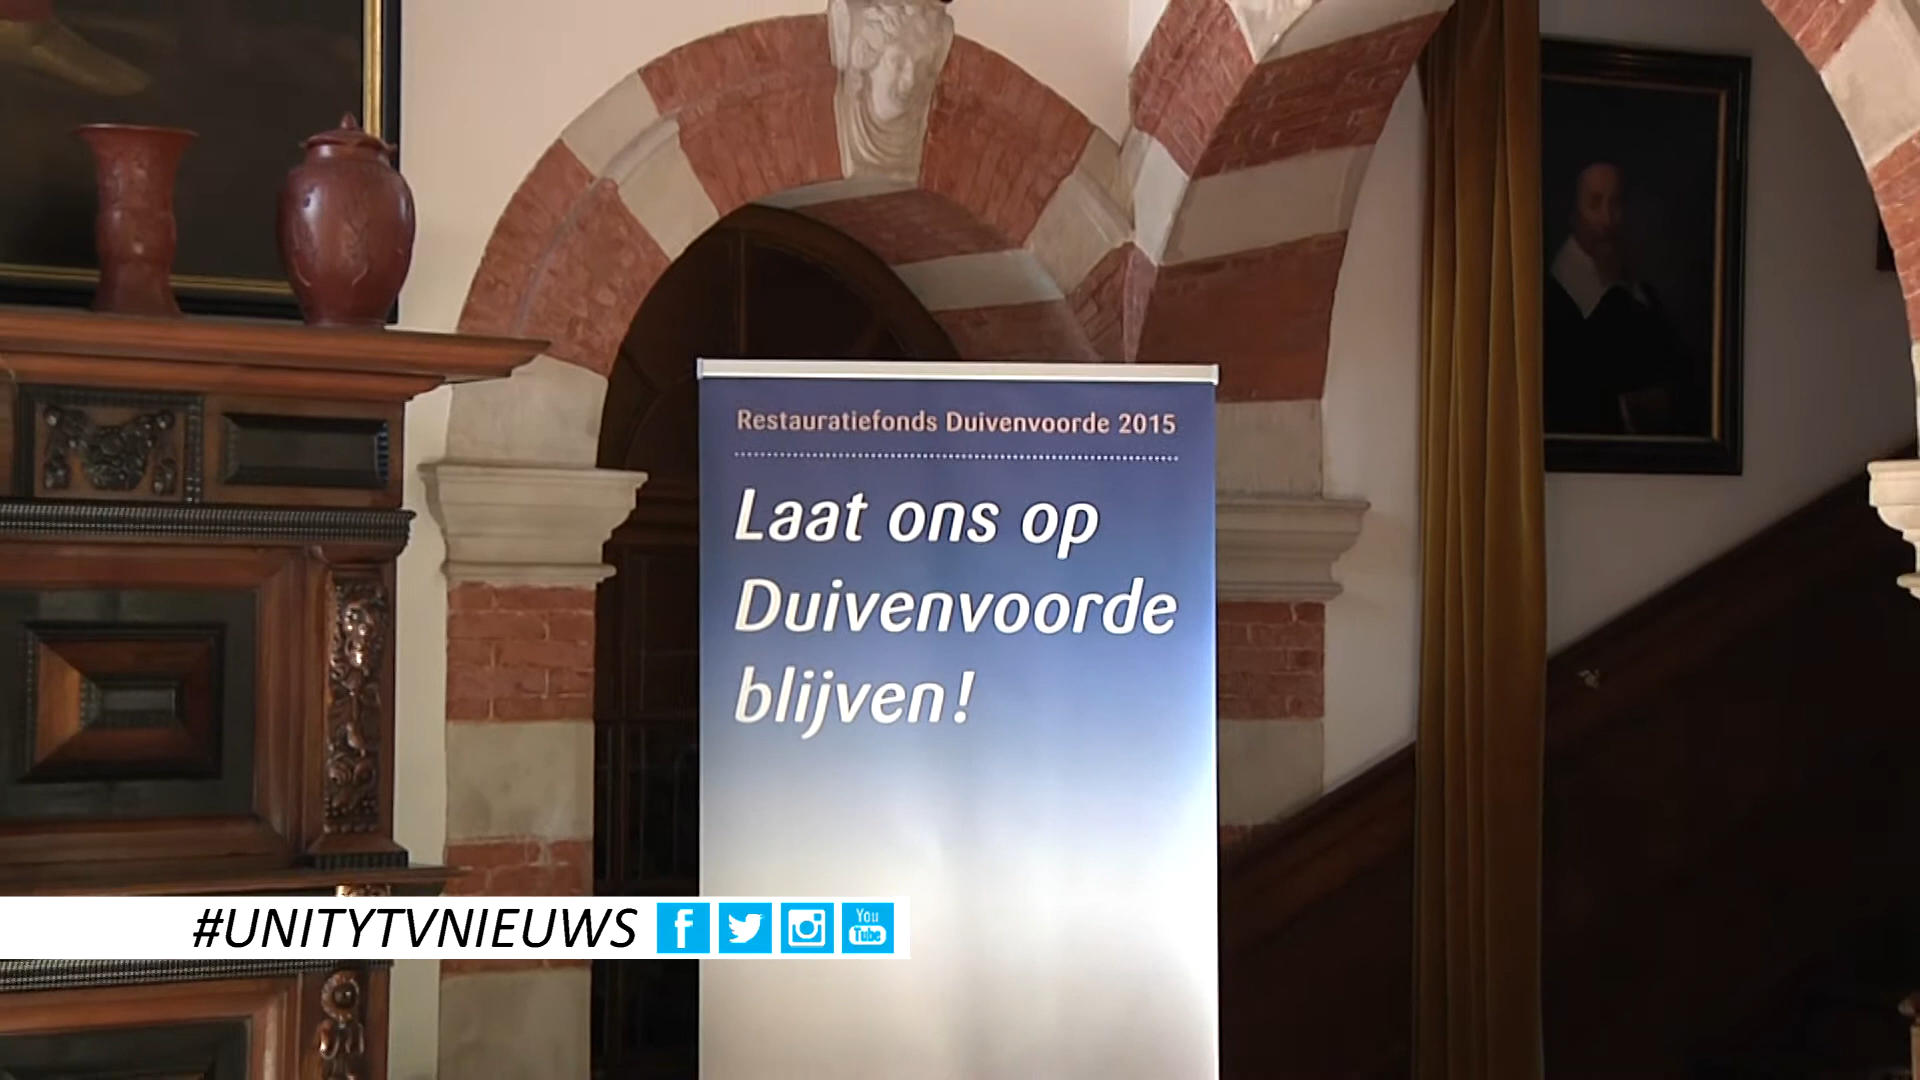 Restauratiefonds Duivenvoorde 2015
Laat ons op
Duivenvoorde
blijven!
#UNITYTVNIEUWS
You
Tube